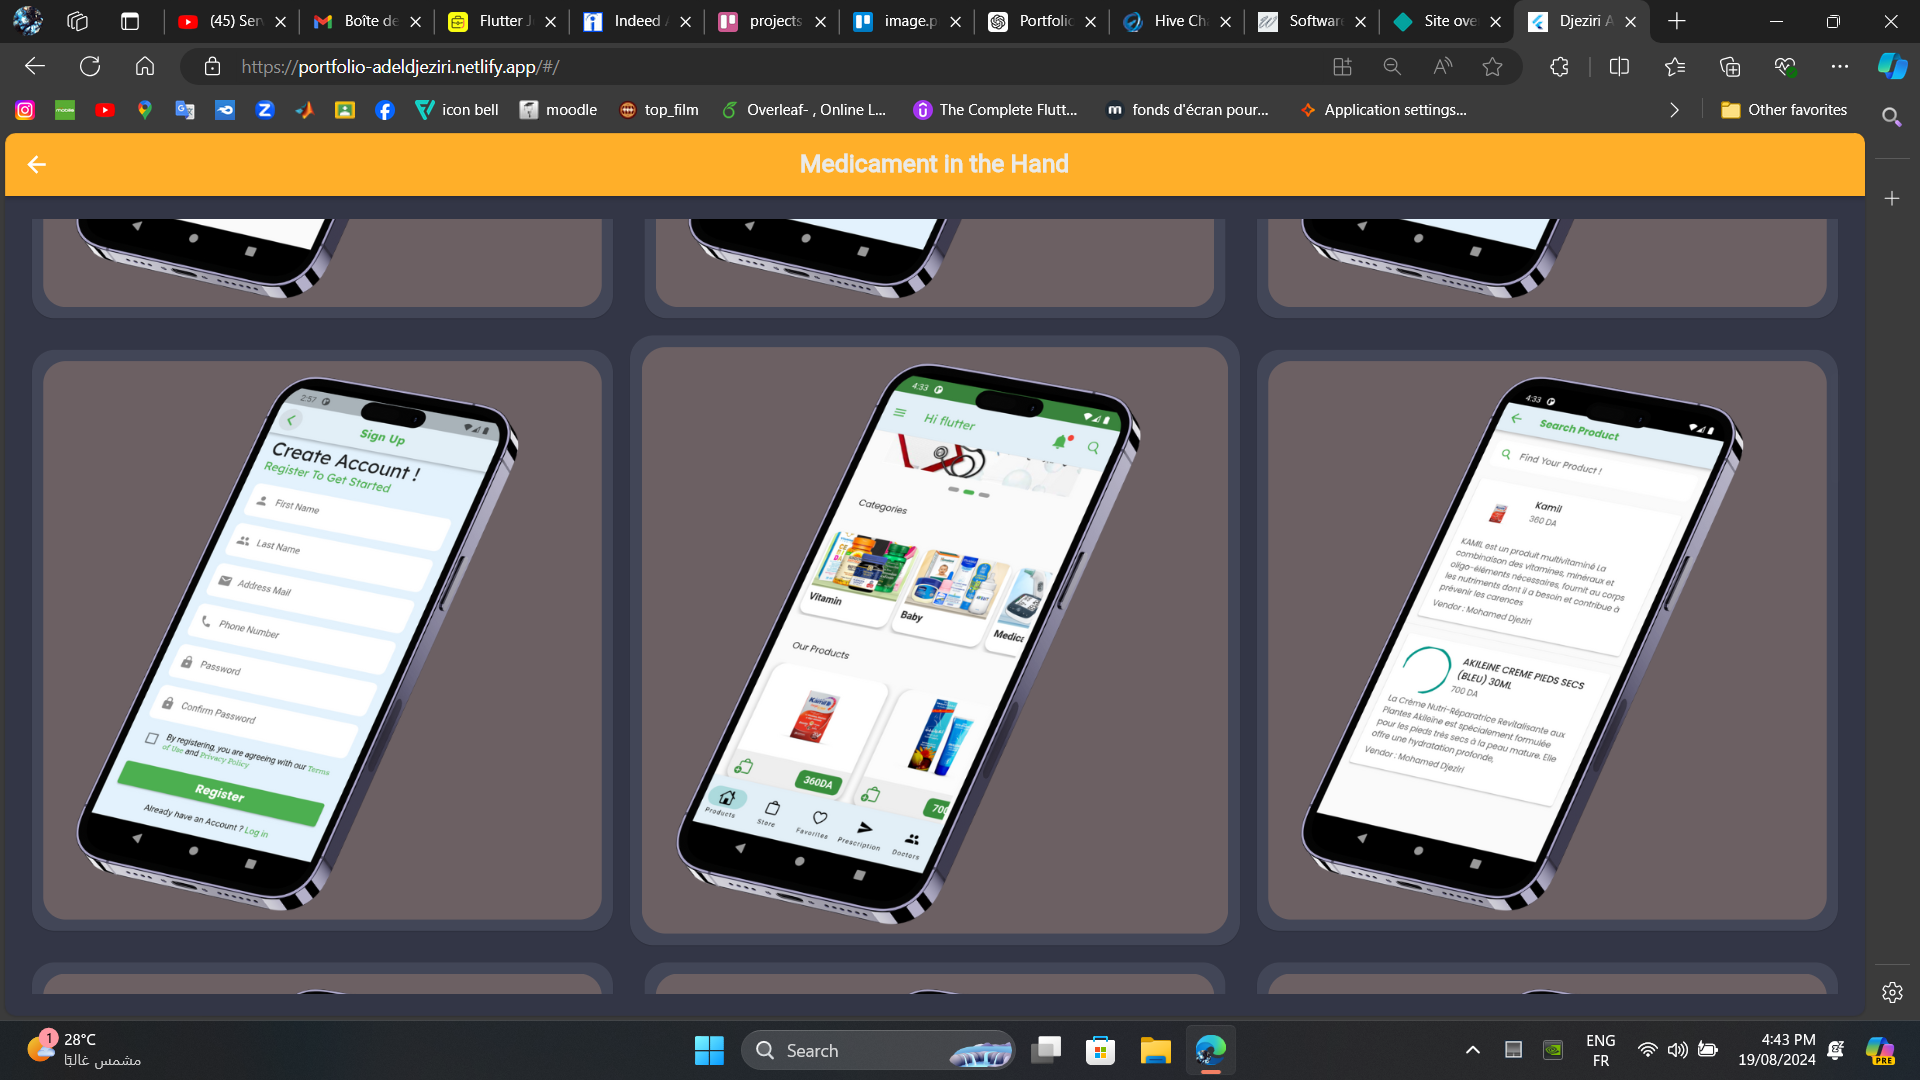 (45) Ser
Boîte de
Flutter J
Indeed
projects
image.p
Portfolio
Hive Ch
Software
Site ove
Djeziri A
https://portfolio-adeldjeziri.netlify.app/#/
icon bell
moodle
top_film
Overleaf- , Online L...
The Complete Flutt...
fonds d'écran pour...
Application settings...
Other favorites
Medicament in the Hand
2:57
Sign Up
Create Account !
Register To Get Started
First Name
Last Name
Address Mail
Phone Number
Password
Confirm Password
By registering, you are agreeing with our Terms
of Use and Privacy Policy
Register
Already have an Account ? Log in
4:33
Hi flutter
Categories
Vitamin
Baby
Medica
Our Products
Kamil
360DA
700
Products
Store
Favorites
Prescription
Doctors
4:33
Search Product
Find Your Product !
Kamil
360 DA
KAMIL est un produit multivitaminé La
combinaison des vitamines, minéraux et
oligo-éléments nécessaires, fournit au corps
les nutriments dont il a besoin et contribue à
prévenir les carences
Vendor : Mohamed Djeziri
AKILEINE CREME PIEDS SECS
(BLEU) 30ML
700 DA
La Crème Nutri-Réparatrice Revitalisante aux
Plantes Akileine est spécialement formulée
pour les pieds très secs à la peau mature. Elle
offre une hydratation profonde,
Vendor : Mohamed Djeziri
1
28°C
مشمس غالبًا
Search
ENG
FR
4:43 PM
19/08/2024
PRE